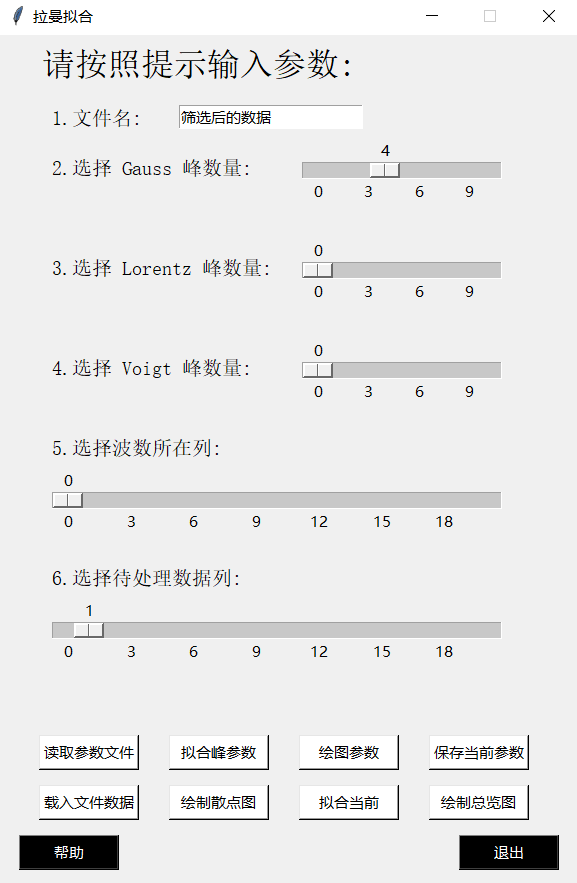 拉曼拟合
请按照提示输入参数:
1.文件名: 筛选后的数据
4
2.选择 Gauss 峰数量:
0 3 6 9
0
3.选择 Lorentz 峰数量:
0 3 6 9
0
4.选择 Voigt 峰数量:
0 3 6 9
5.选择波数所在列:
0
0 3 6 9 12 15 18
6.选择待处理数据列:
1
0 3 6 9 12 15 18
读取参数文件 拟合峰参数 绘图参数 保存当前参数
载入文件数据 绘制散点图 拟合当前 绘制总览图
帮助 退出